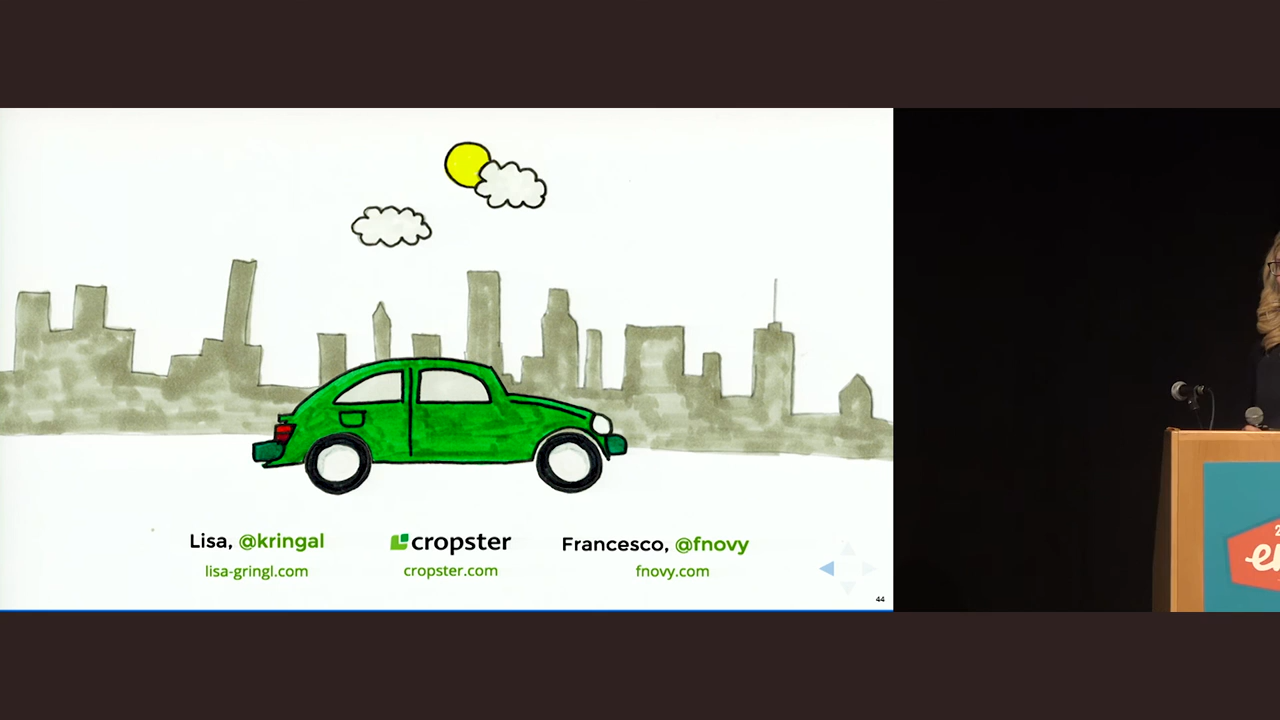 Lisa, @kringal
lisa-gringl.com
cropster
cropster.com
Francesco, @fnovy
fnovy.com
44